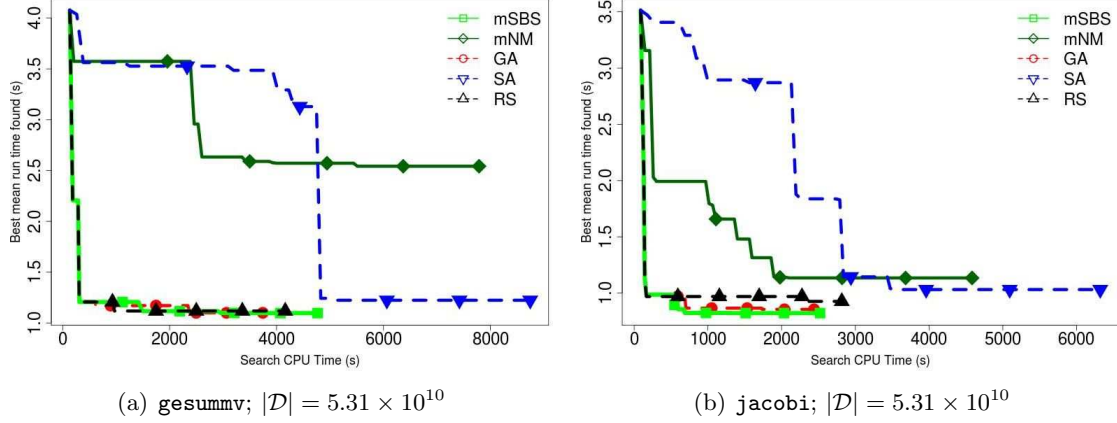 Best mean run time found (s)
4.0
3.5
3.0
2.5
2.0
1.5
1.0
mSBS
mNM
GA
SA
RS
0
2000
4000
6000
8000
Search CPU Time (s)
(a) gesummv; |𝒟| = 5.31 × 10^10
Best mean run time found (s)
3.5
3.0
2.5
2.0
1.5
1.0
mSBS
mNM
GA
SA
RS
0
1000
2000
3000
4000
5000
6000
Search CPU Time (s)
(b) jacobi; |𝒟| = 5.31 × 10^10